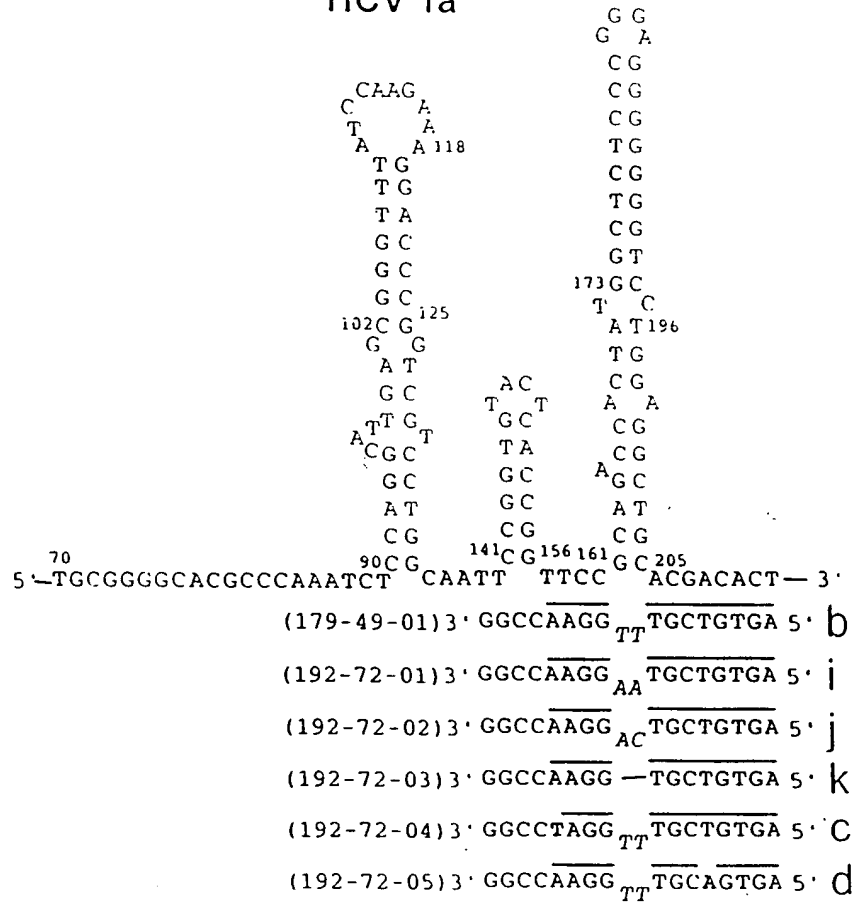 HCV 1a
G G
G A
C G
CCAAG C G
C A
C G
T A
A A 118 T G
T G C G
T G T G
T A C G
G C G T
G C 173 G C
G C T C
102 C G 125 A T 196
G G T G
A T AC C G
G C T T A A
T T G T G C C G
A C G C T A C G
G C G C A G C
A T G C A T
C G C G C G
70 90 141 156 161 205
5'—TGCGGGGCACGCCCAAATCT C G CAATT C G TTCC G C ACGACACT— 3'
(179-49-01)3' GGCCAAGG TT TGCTGTGA 5' b
(192-72-01)3' GGCCAAGG AA TGCTGTGA 5' i
(192-72-02)3' GGCCAAGG AC TGCTGTGA 5' j
(192-72-03)3' GGCCAAGG — TGCTGTGA 5' k
(192-72-04)3' GGCCTAGG TT TGCTGTGA 5' c
(192-72-05)3' GGCCAAGG TT TGCAGTGA 5' d